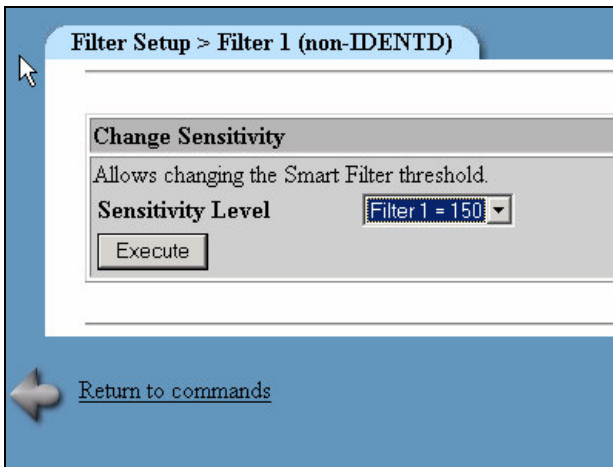 Filter Setup > Filter 1 (non-IDENTD)
Change Sensitivity
Allows changing the Smart Filter threshold.
Sensitivity Level Filter 1 = 150
Execute
Return to commands